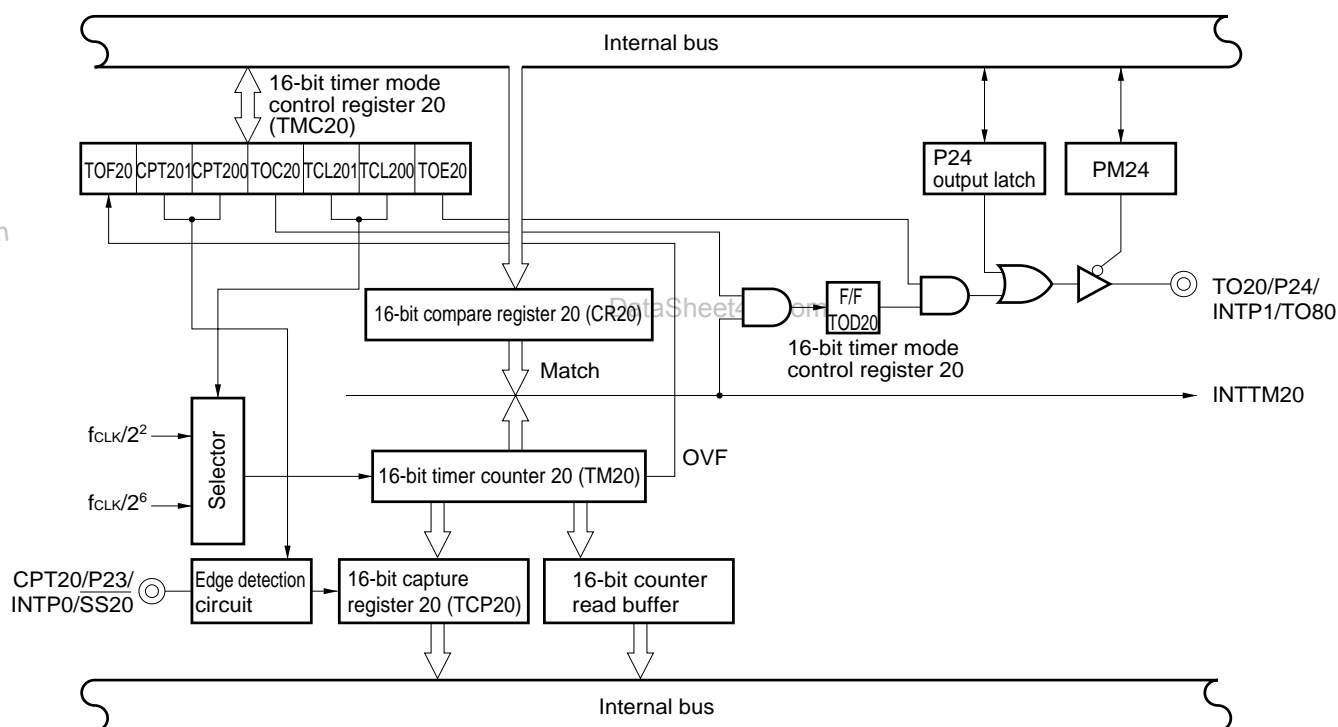 Internal bus
16-bit timer mode
control register 20
(TMC20)
TOF20 CPT201 CPT200 TOC20 TCL201 TCL200 TOE20
P24
output latch
PM24
16-bit compare register 20 (CR20)
F/F
TOD20
TO20/P24/
INTP1/TO80
16-bit timer mode
control register 20
Match
INTTM20
fCLK/2²
fCLK/2⁶
Selector
16-bit timer counter 20 (TM20)
OVF
CPT20/P23/
INTP0/SS20
Edge detection
circuit
16-bit capture
register 20 (TCP20)
16-bit counter
read buffer
Internal bus